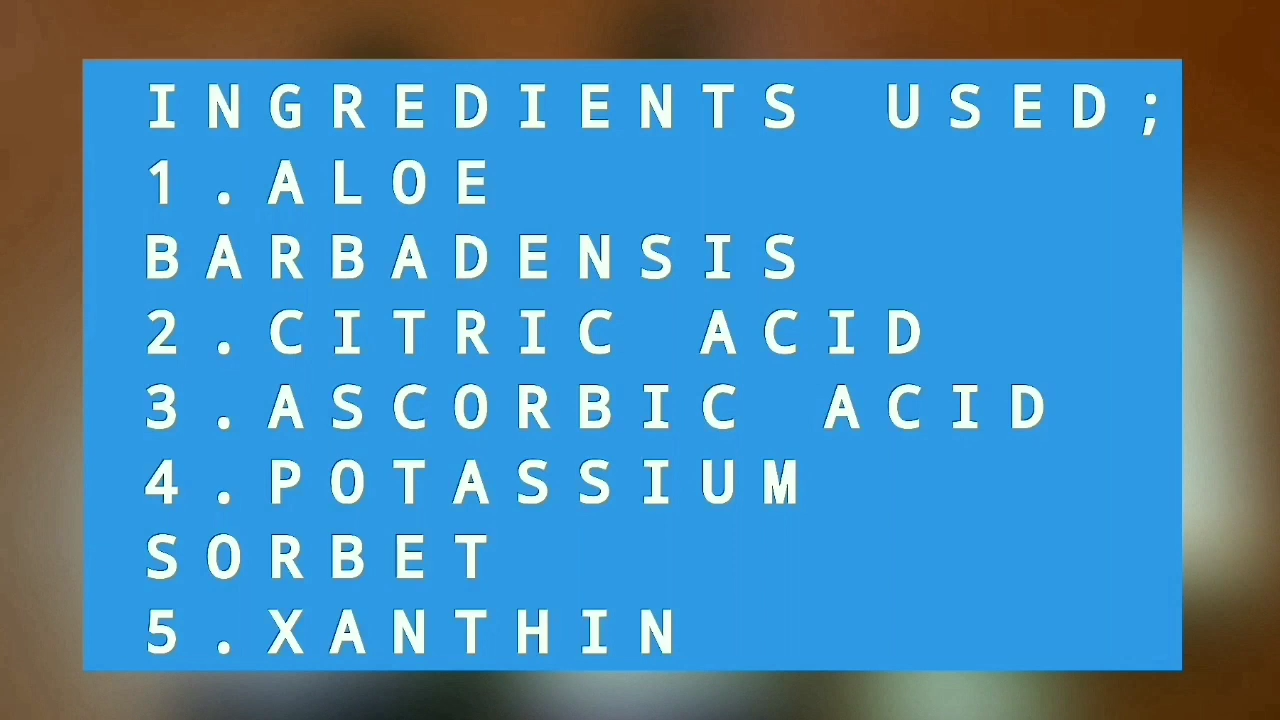 INGREDIENTS USED;
1.ALOE
BARBADENSIS
2.CITRIC ACID
3.ASCORBIC ACID
4.POTASSIUM
SORBET
5.XANTHIN